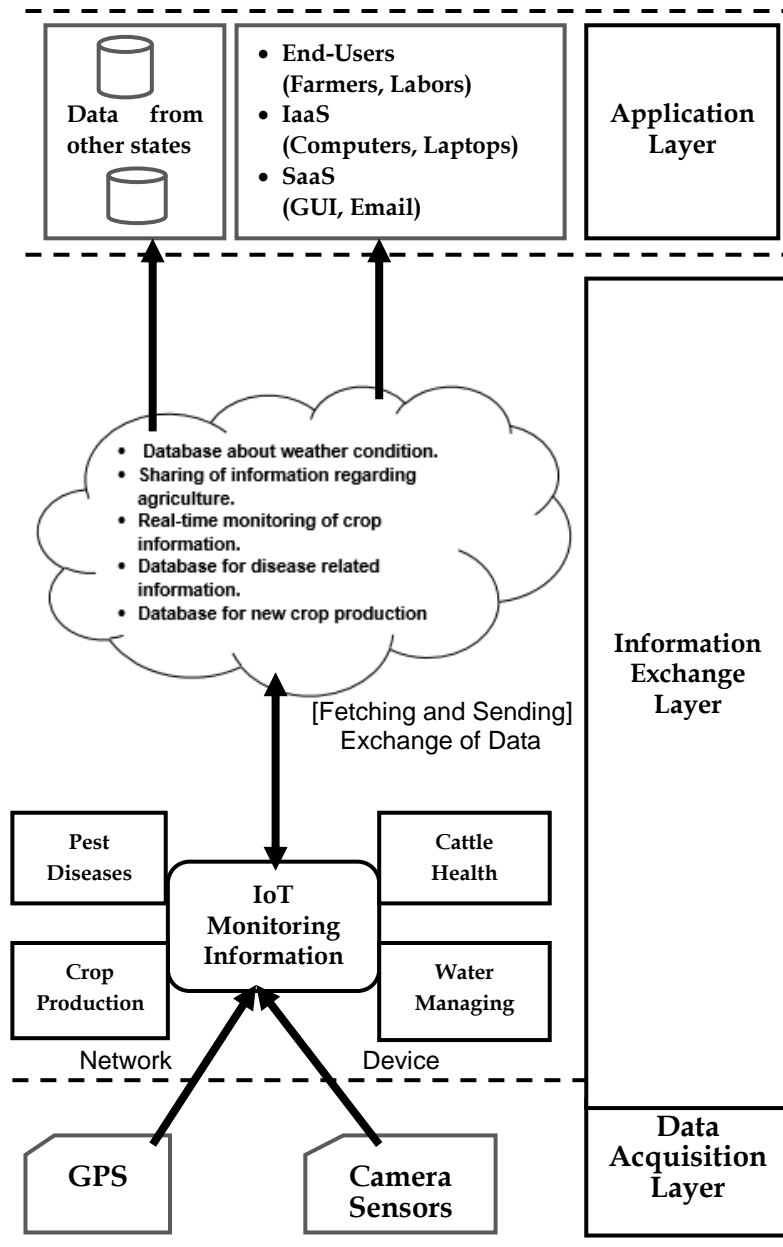 Data from
other states
• End-Users
(Farmers, Labors)
• IaaS
(Computers, Laptops)
• SaaS
(GUI, Email)
Application
Layer
• Database about weather condition.
• Sharing of information regarding
agriculture.
• Real-time monitoring of crop
information.
• Database for disease related
information.
• Database for new crop production
[Fetching and Sending]
Exchange of Data
Information
Exchange
Layer
Pest
Diseases
Cattle
Health
IoT
Monitoring
Information
Crop
Production
Water
Managing
Network
Device
GPS
Camera
Sensors
Data
Acquisition
Layer